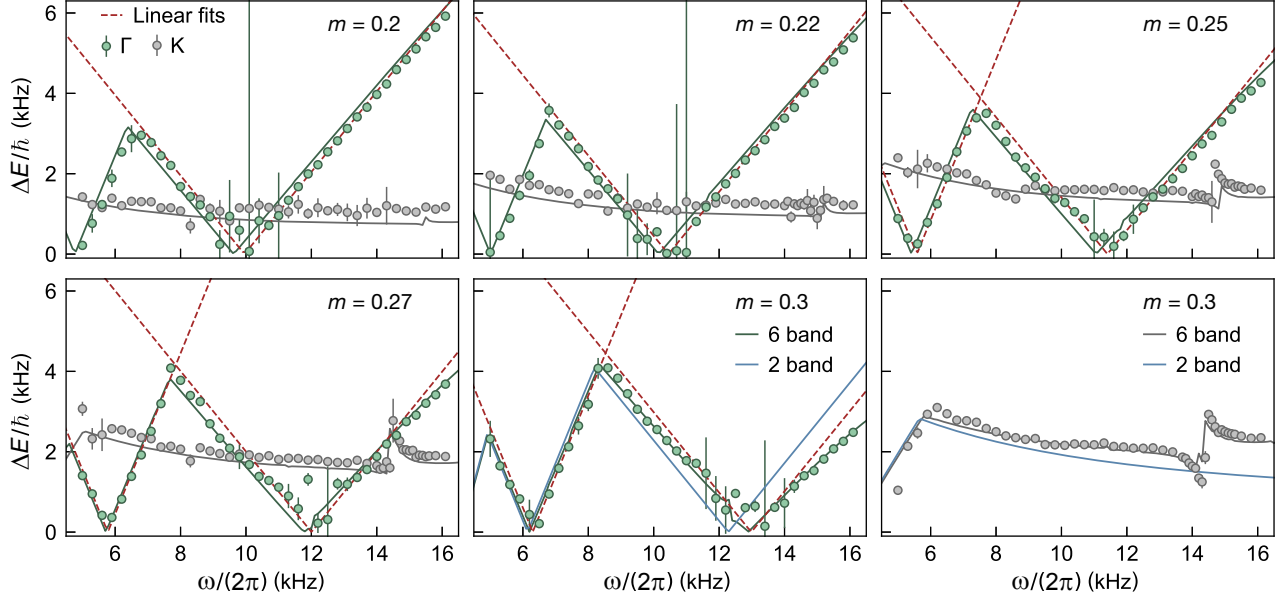 Linear fits
Γ K
m = 0.2
m = 0.22
m = 0.25
ΔE/ℏ (kHz)
6
4
2
0
m = 0.27
m = 0.3
6 band
2 band
m = 0.3
6 band
2 band
ΔE/ℏ (kHz)
6
4
2
0
6 8 10 12 14 16
6 8 10 12 14 16
6 8 10 12 14 16
ω/(2π) (kHz)
ω/(2π) (kHz)
ω/(2π) (kHz)